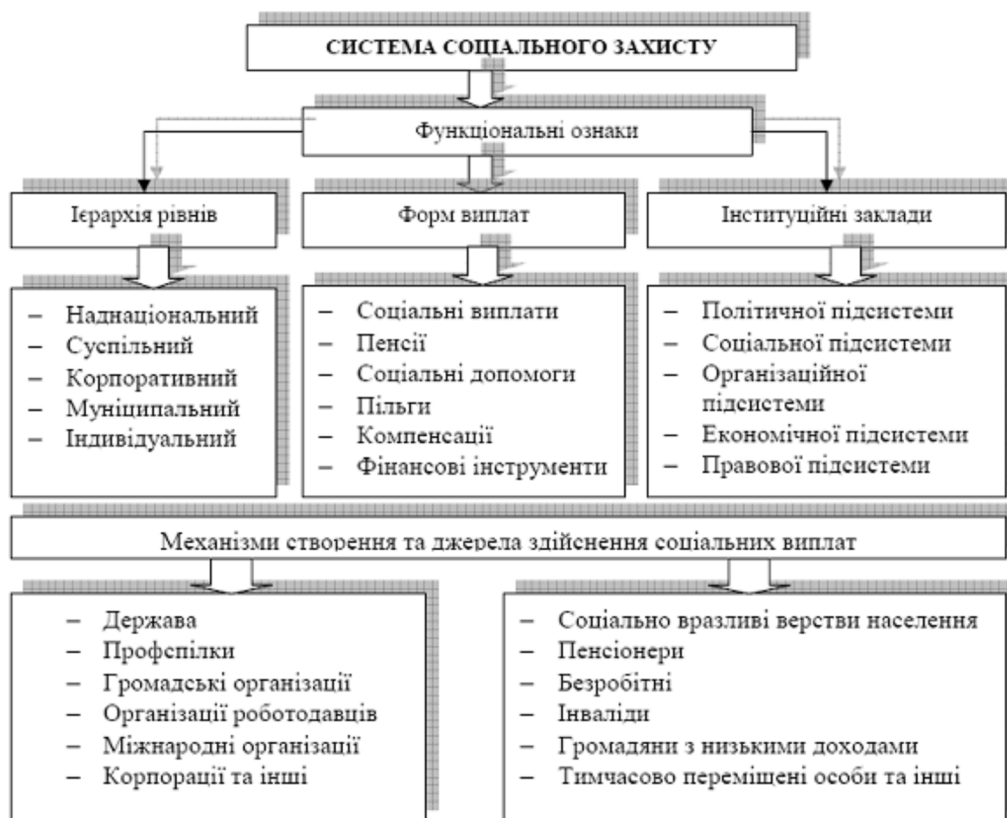 СИСТЕМА СОЦІАЛЬНОГО ЗАХИСТУ
Функціональні ознаки
Ієрархія рівнів
Форм виплат
Інституційні заклади
– Наднаціональний
– Суспільний
– Корпоративний
– Муніципальний
– Індивідуальний
– Соціальні виплати
– Пенсії
– Соціальні допомоги
– Пільги
– Компенсації
– Фінансові інструменти
– Політичної підсистеми
– Соціальної підсистеми
– Організаційної
підсистеми
– Економічної підсистеми
– Правової підсистеми
Механізми створення та джерела здійснення соціальних виплат
– Держава
– Профспілки
– Громадські організації
– Організації роботодавців
– Міжнародні організації
– Корпорації та інші
– Соціально вразливі верстви населення
– Пенсіонери
– Безробітні
– Інваліди
– Громадяни з низькими доходами
– Тимчасово переміщені особи та інші